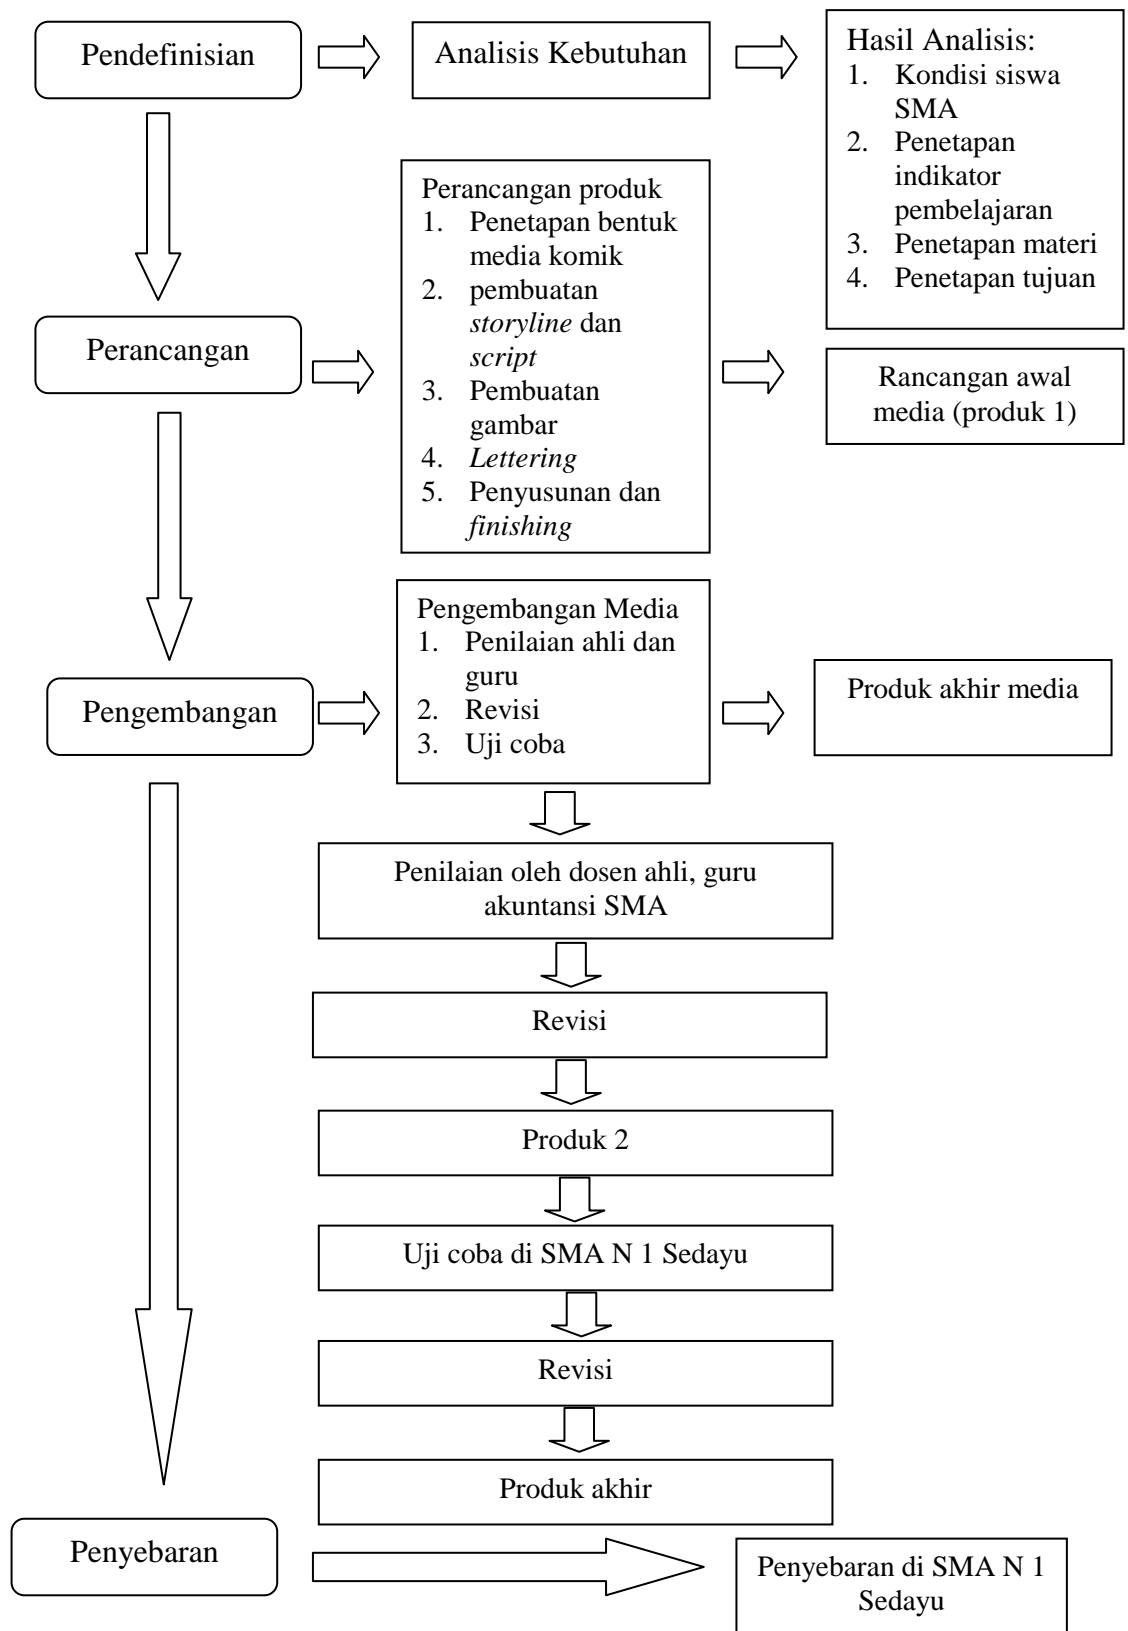 Pendefinisian
Analisis Kebutuhan
Hasil Analisis:
1. Kondisi siswa
SMA
2. Penetapan
indikator
pembelajaran
3. Penetapan materi
4. Penetapan tujuan
Perancangan
Perancangan produk
1. Penetapan bentuk
media komik
2. pembuatan
storyline dan
script
3. Pembuatan
gambar
4. Lettering
5. Penyusunan dan
finishing
Rancangan awal
media (produk 1)
Pengembangan
Pengembangan Media
1. Penilaian ahli dan
guru
2. Revisi
3. Uji coba
Produk akhir media
Penilaian oleh dosen ahli, guru
akuntansi SMA
Revisi
Produk 2
Uji coba di SMA N 1 Sedayu
Revisi
Produk akhir
Penyebaran
Penyebaran di SMA N 1
Sedayu